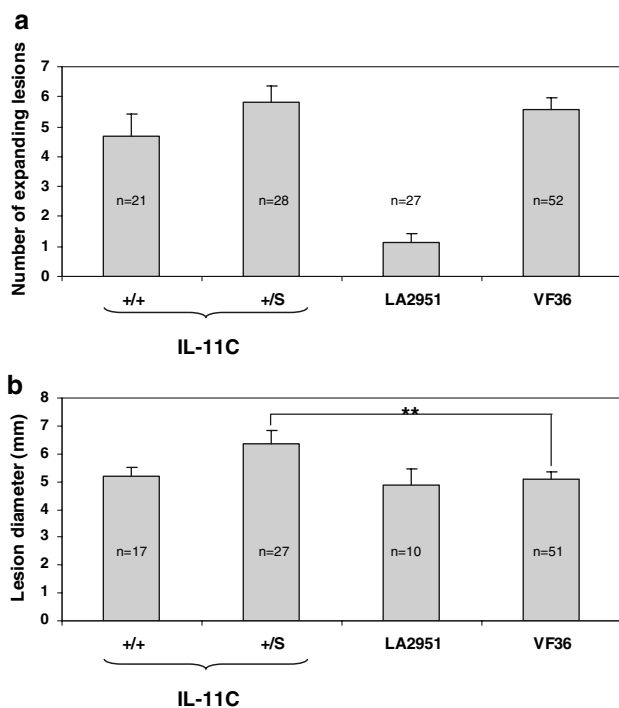 a
Number of expanding lesions
7
6
5
4
3
2
1
0
n=21
n=28
n=27
n=52
+/+
+/S
LA2951
VF36
IL-11C
b
Lesion diameter (mm)
8
7
6
5
4
3
2
1
0
**
n=17
n=27
n=10
n=51
+/+
+/S
LA2951
VF36
IL-11C